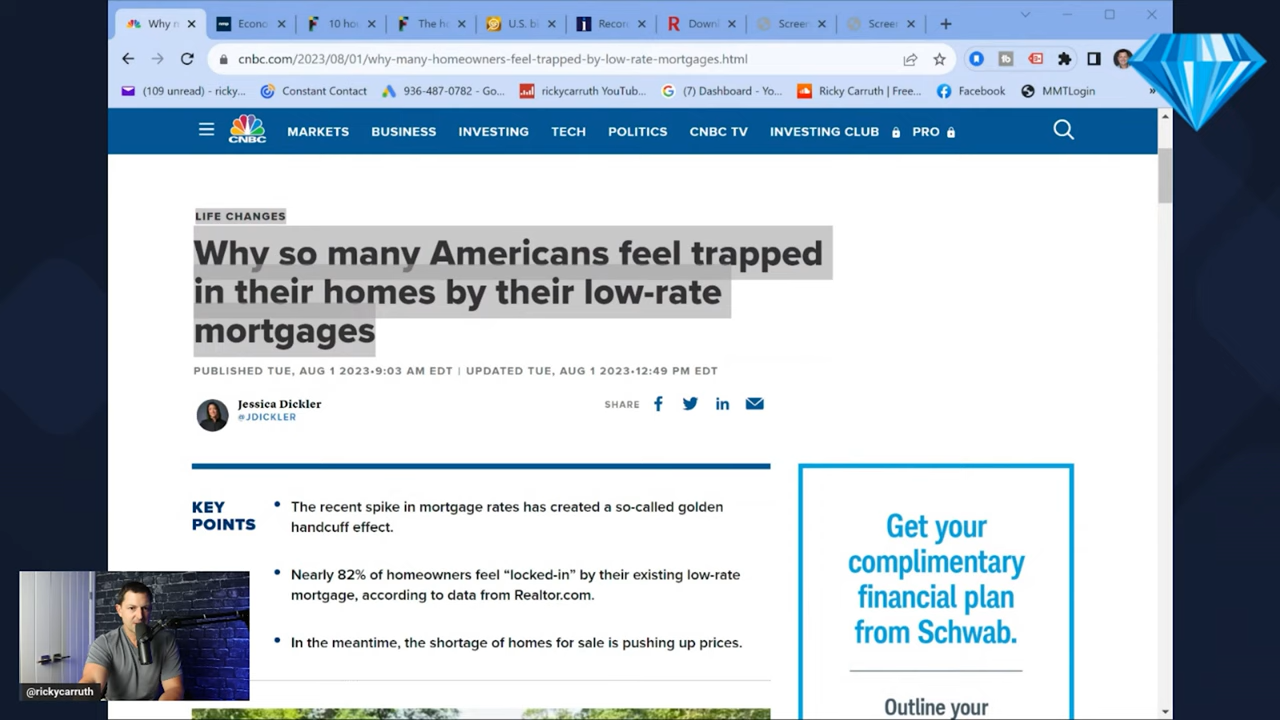 Why n
Econo
10 hou
The h
U.S. bi
Recor
Downl
Screer
Screer
cnbc.com/2023/08/01/why-many-homeowners-feel-trapped-by-low-rate-mortgages.html
(109 unread) - ricky...
Constant Contact
936-487-0782 - Go...
rickycarruth YouTub...
(7) Dashboard - Yo...
Ricky Carruth | Free...
Facebook
MMTLogin
»
CNBC
MARKETS
BUSINESS
INVESTING
TECH
POLITICS
CNBC TV
INVESTING CLUB
PRO
LIFE CHANGES
Why so many Americans feel trapped
in their homes by their low-rate
mortgages
PUBLISHED TUE, AUG 1 2023•9:03 AM EDT | UPDATED TUE, AUG 1 2023•12:49 PM EDT
Jessica Dickler
@JDICKLER
SHARE
KEY
POINTS
The recent spike in mortgage rates has created a so-called golden
handcuff effect.
Nearly 82% of homeowners feel “locked-in” by their existing low-rate
mortgage, according to data from Realtor.com.
In the meantime, the shortage of homes for sale is pushing up prices.
Get your
complimentary
financial plan
from Schwab.
Outline your
@rickycarruth